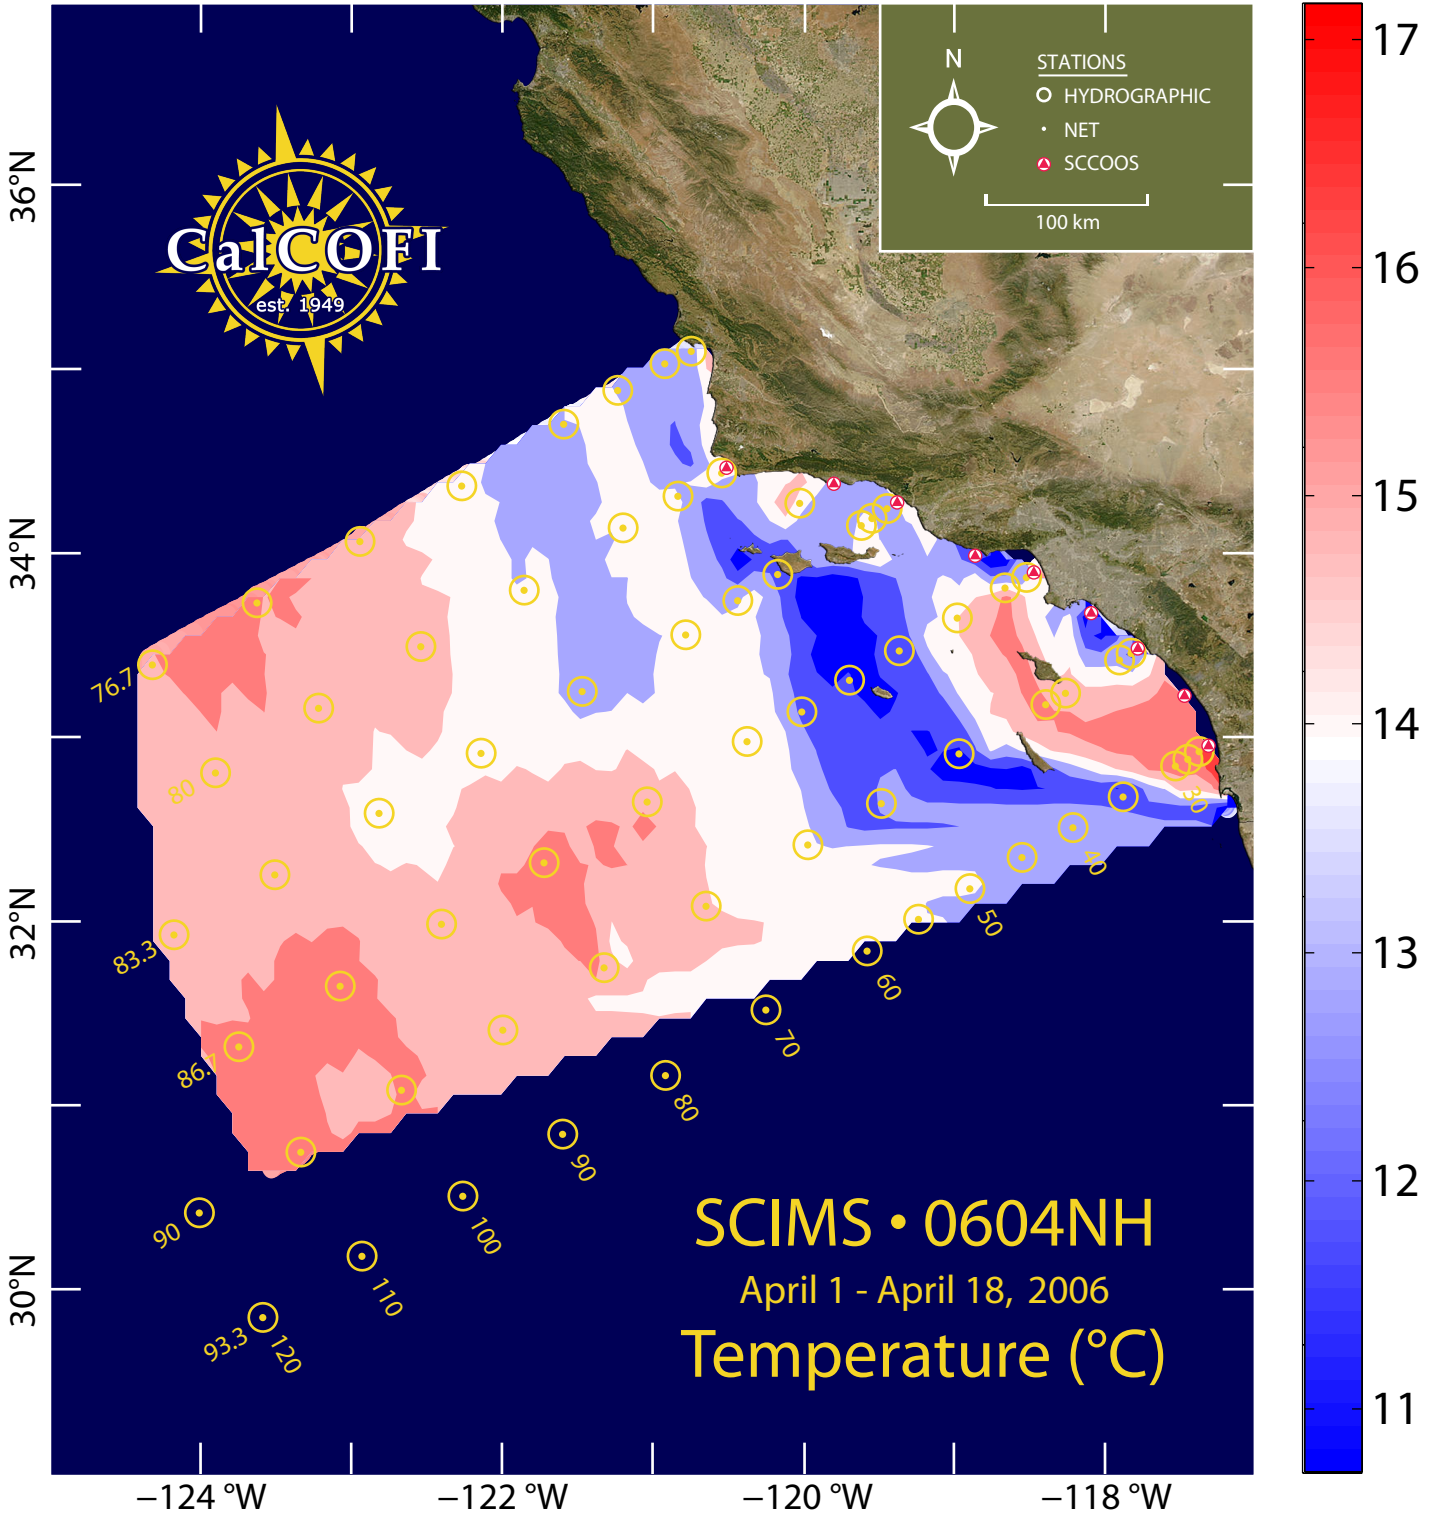 N
STATIONS
HYDROGRAPHIC
NET
SCCOOS
100 km
CalCOFI
est. 1949
36°N
34°N
32°N
30°N
76.7
80
83.3
86.7
90
93.3
30
40
50
60
70
80
90
100
110
120
SCIMS • 0604NH
April 1 - April 18, 2006
Temperature (°C)
−124 °W
−122 °W
−120 °W
−118 °W
17
16
15
14
13
12
11